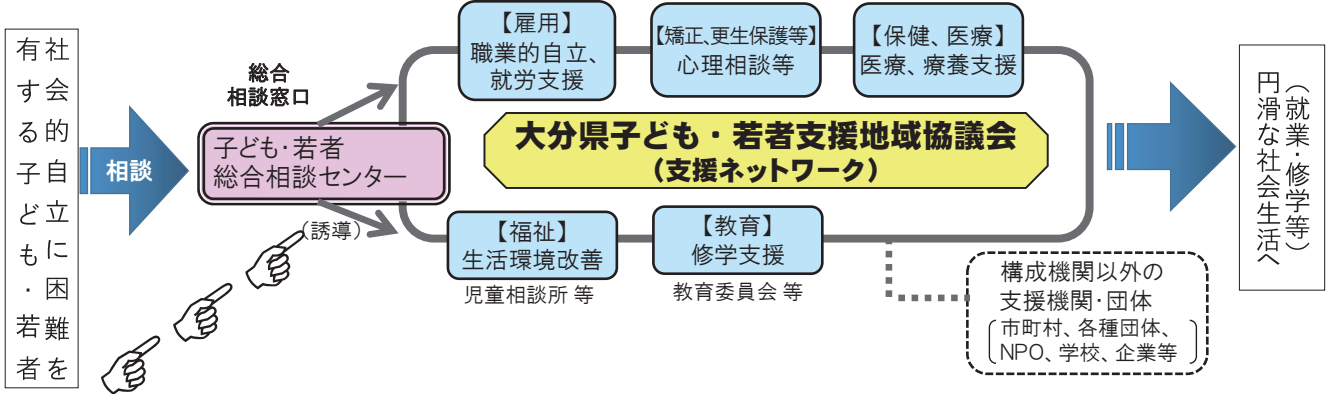 社会的自立に困難を
有する子ども・若者
相談
総合
相談窓口
子ども・若者
総合相談センター
(誘導)
【雇用】
職業的自立、
就労支援
【矯正、更生保護等】
心理相談等
【保健、医療】
医療、療養支援
大分県子ども・若者支援地域協議会
(支援ネットワーク)
【福祉】
生活環境改善
児童相談所 等
【教育】
修学支援
教育委員会 等
構成機関以外の
支援機関・団体
市町村、各種団体、
NPO、学校、企業等
(就業・修学等)
円滑な社会生活へ